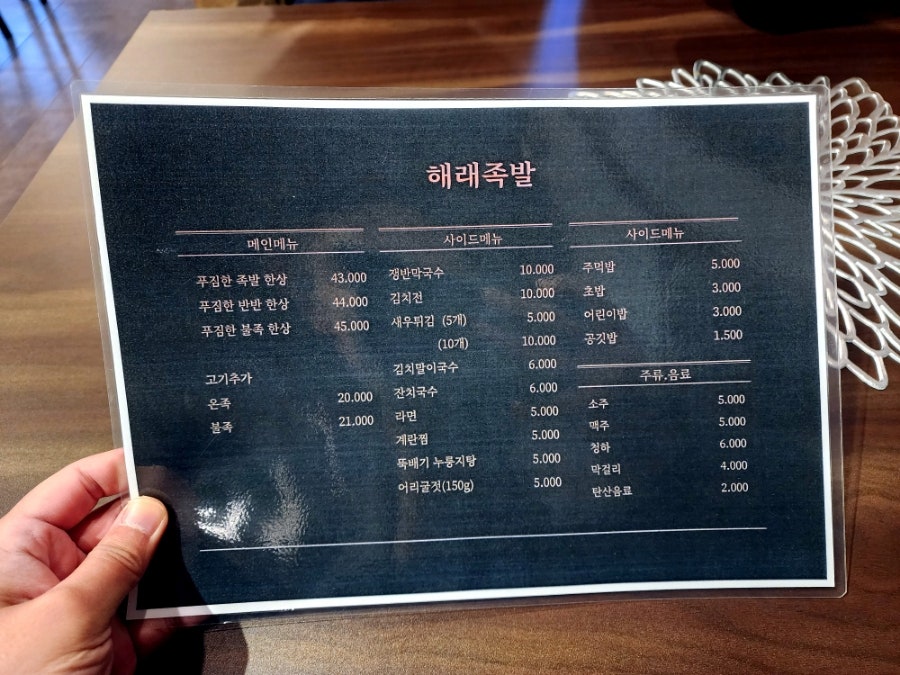 해래족발
메인메뉴
푸짐한 족발 한상 43.000
푸짐한 반반 한상 44.000
푸짐한 불족 한상 45.000
고기추가
온족 20.000
불족 21.000
사이드메뉴
쟁반막국수 10.000
김치전 10.000
새우튀김 (5개) 5.000
(10개) 10.000
김치말이국수 6.000
잔치국수 6.000
라면 5.000
계란찜 5.000
뚝배기 누룽지탕 5.000
어리굴젓(150g) 5.000
사이드메뉴
주먹밥 5.000
초밥 3.000
어린이밥 3.000
공깃밥 1.500
주류.음료
소주 5.000
맥주 5.000
청하 6.000
막걸리 4.000
탄산음료 2.000